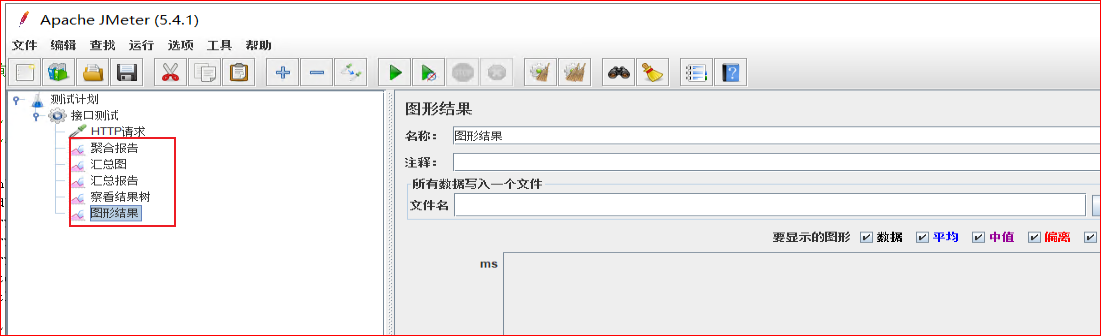 Apache JMeter (5.4.1)
文件 编辑 查找 运行 选项 工具 帮助
测试计划
接口测试
HTTP请求
聚合报告
汇总图
汇总报告
察看结果树
图形结果
图形结果
名称： 图形结果
注释：
所有数据写入一个文件
文件名
要显示的图形 数据 平均 中值 偏离
ms